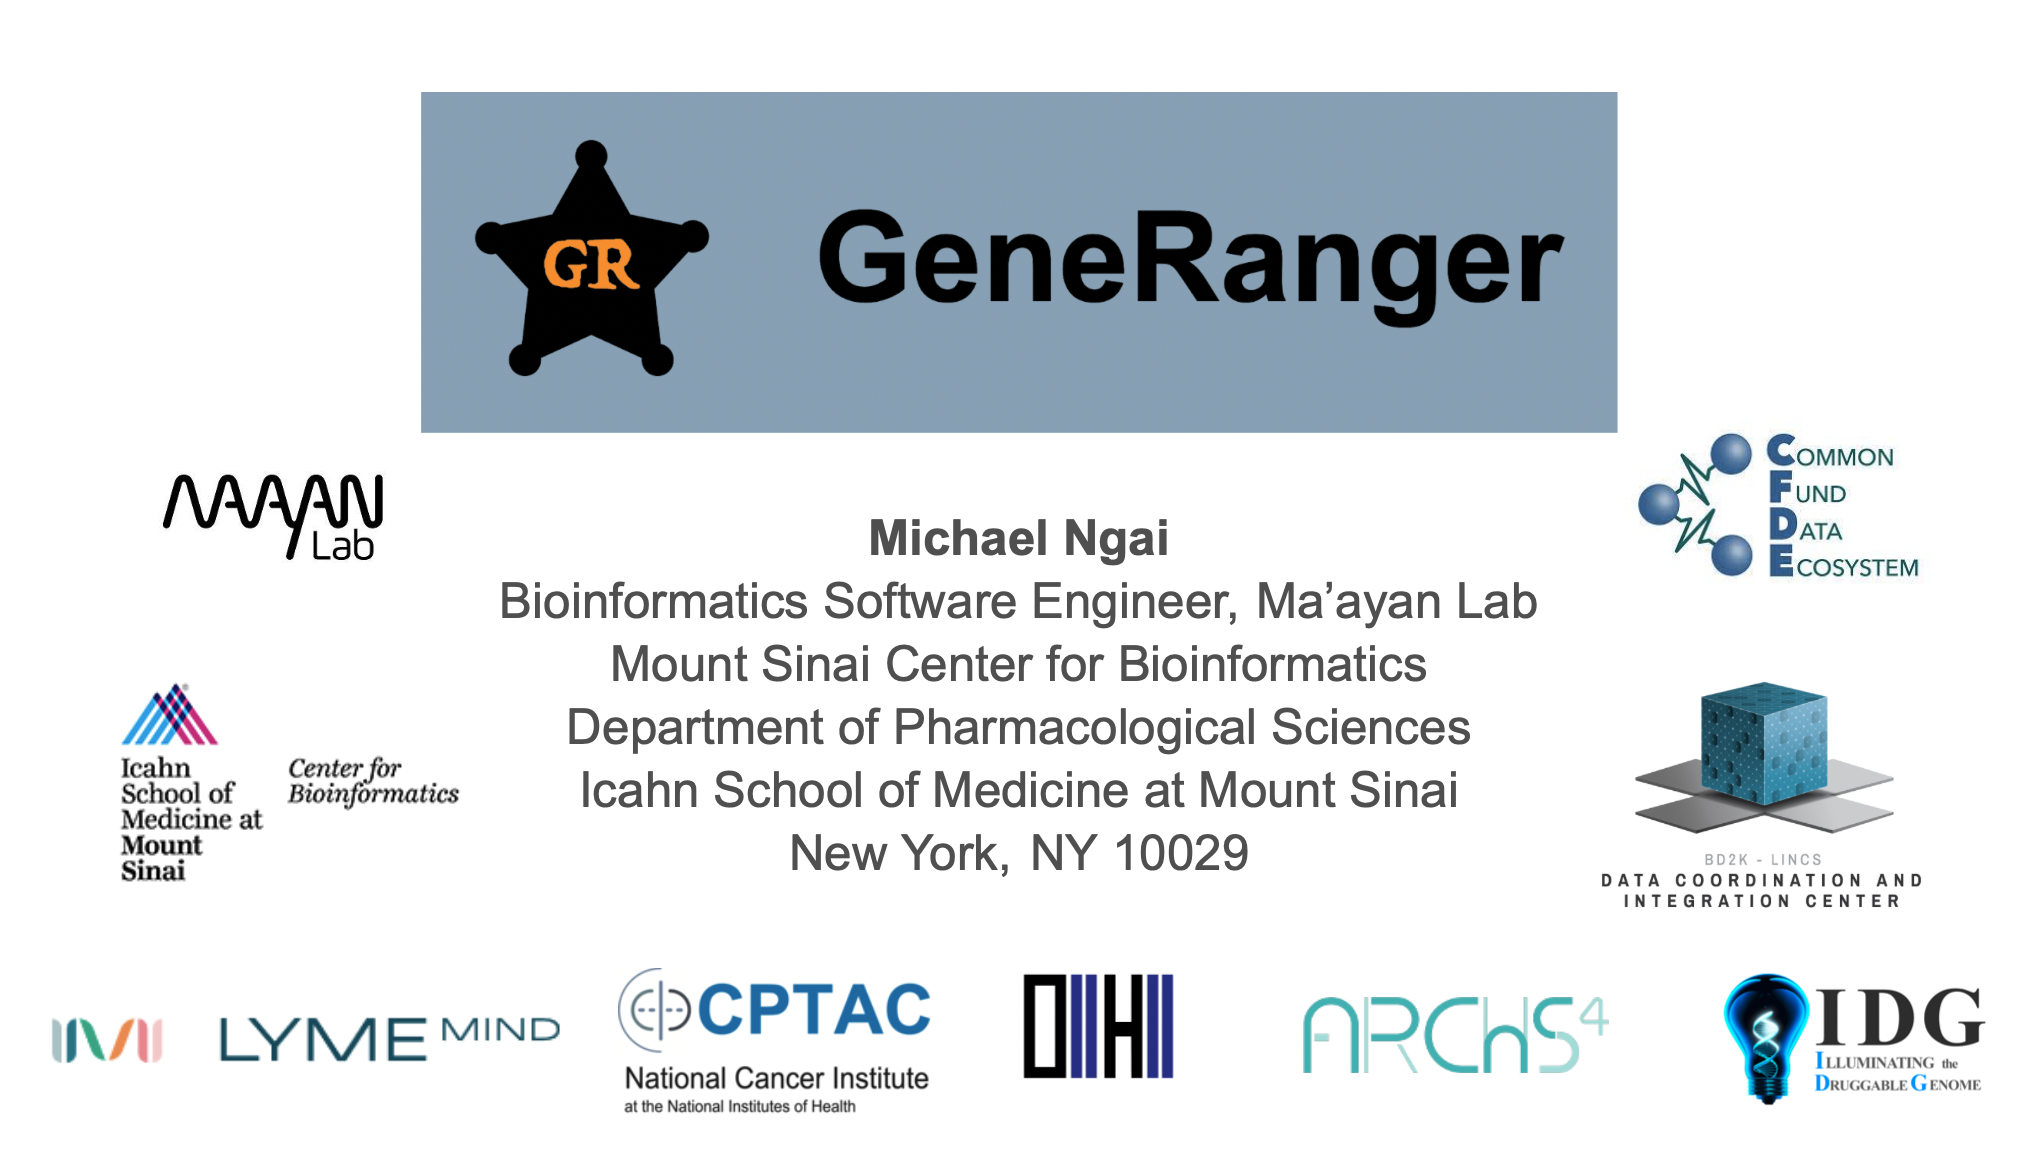 GR
GeneRanger
MAAYAN
Lab
COMMON
FUND
DATA
ECOSYSTEM
Michael Ngai
Bioinformatics Software Engineer, Ma’ayan Lab
Mount Sinai Center for Bioinformatics
Department of Pharmacological Sciences
Icahn School of Medicine at Mount Sinai
New York, NY 10029
Icahn
School of
Medicine at
Mount
Sinai
Center for
Bioinformatics
BD2K - LINCS
DATA COORDINATION AND
INTEGRATION CENTER
LYME MIND
CPTAC
National Cancer Institute
at the National Institutes of Health
ARCHS4
IDG
ILLUMINATING the
DRUGGABLE GENOME